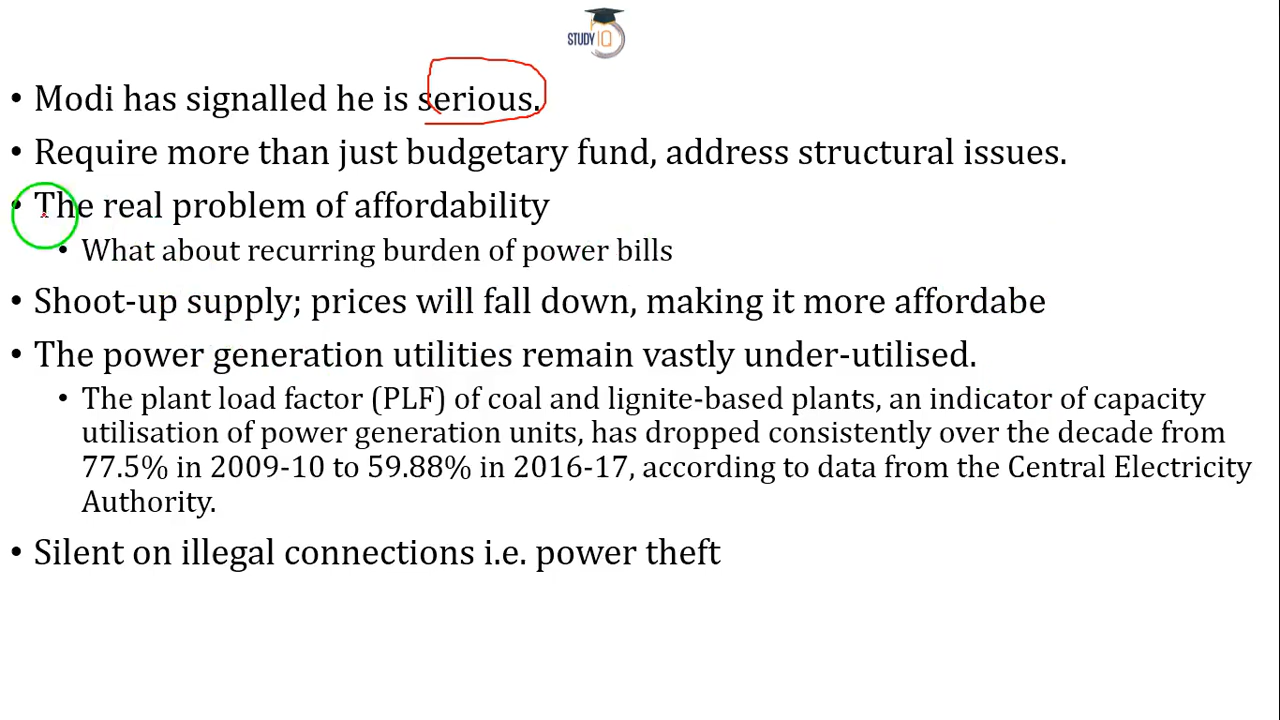 STUDY IQ
• Modi has signalled he is serious.
• Require more than just budgetary fund, address structural issues.
• The real problem of affordability
• What about recurring burden of power bills
• Shoot-up supply; prices will fall down, making it more affordabe
• The power generation utilities remain vastly under-utilised.
• The plant load factor (PLF) of coal and lignite-based plants, an indicator of capacity
utilisation of power generation units, has dropped consistently over the decade from
77.5% in 2009-10 to 59.88% in 2016-17, according to data from the Central Electricity
Authority.
• Silent on illegal connections i.e. power theft